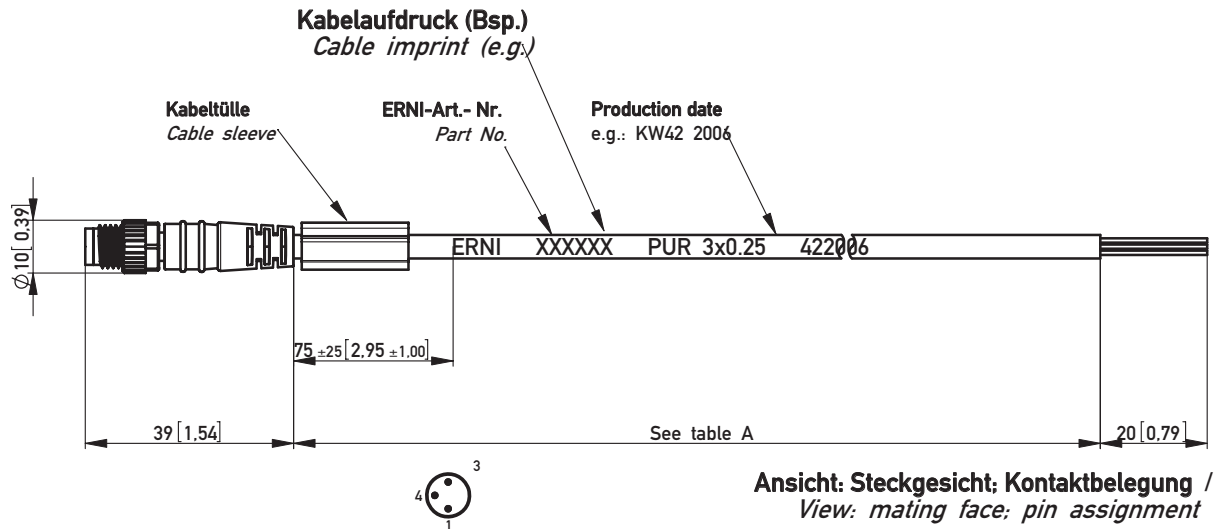 Kabelaufdruck (Bsp.)
Cable imprint (e.g.)
Kabeltülle
Cable sleeve
ERNI-Art.- Nr.
Part No.
Production date
e.g.: KW42 2006
⌀10[0,39]
ERNI XXXXXX PUR 3x0.25 422006
75 ±25[2,95 ±1,00]
39[1,54]
See table A
20[0,79]
3
4
1
Ansicht: Steckgesicht; Kontaktbelegung /
View: mating face; pin assignment